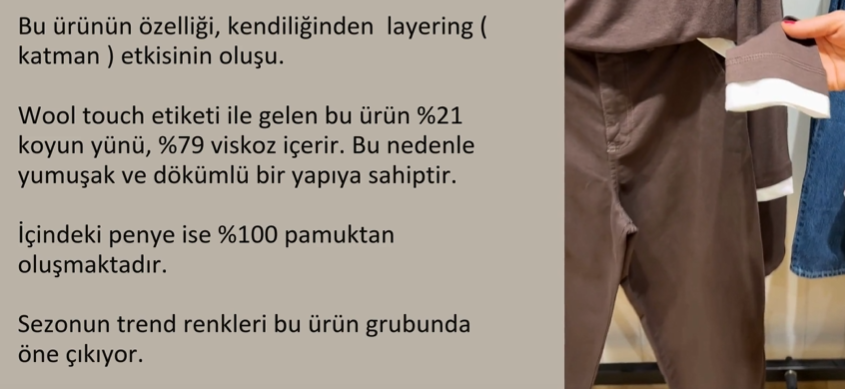 Bu ürünün özelliği, kendiliğinden  layering (
katman ) etkisinin oluşu.
Wool touch etiketi ile gelen bu ürün %21
koyun yünü, %79 viskoz içerir. Bu nedenle
yumuşak ve dökümlü bir yapıya sahiptir.
İçindeki penye ise %100 pamuktan
oluşmaktadır.
Sezonun trend renkleri bu ürün grubunda
öne çıkıyor.